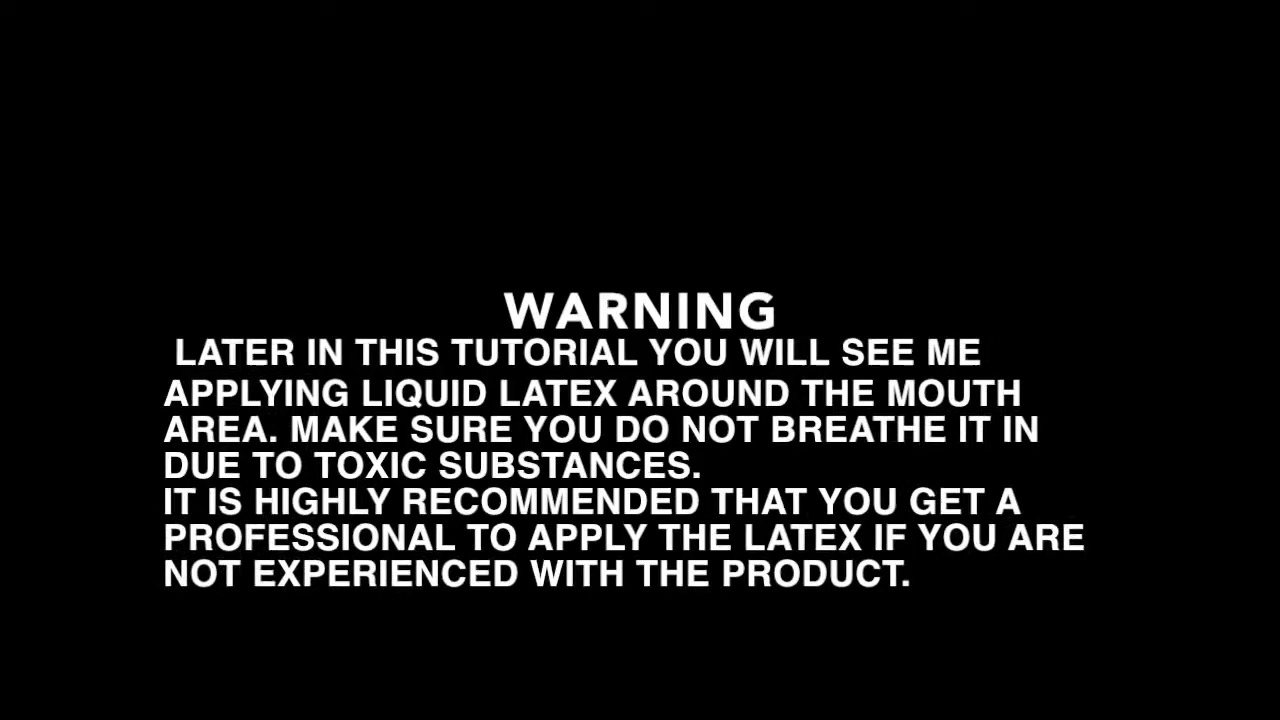 WARNING
LATER IN THIS TUTORIAL YOU WILL SEE ME
APPLYING LIQUID LATEX AROUND THE MOUTH
AREA. MAKE SURE YOU DO NOT BREATHE IT IN
DUE TO TOXIC SUBSTANCES.
IT IS HIGHLY RECOMMENDED THAT YOU GET A
PROFESSIONAL TO APPLY THE LATEX IF YOU ARE
NOT EXPERIENCED WITH THE PRODUCT.